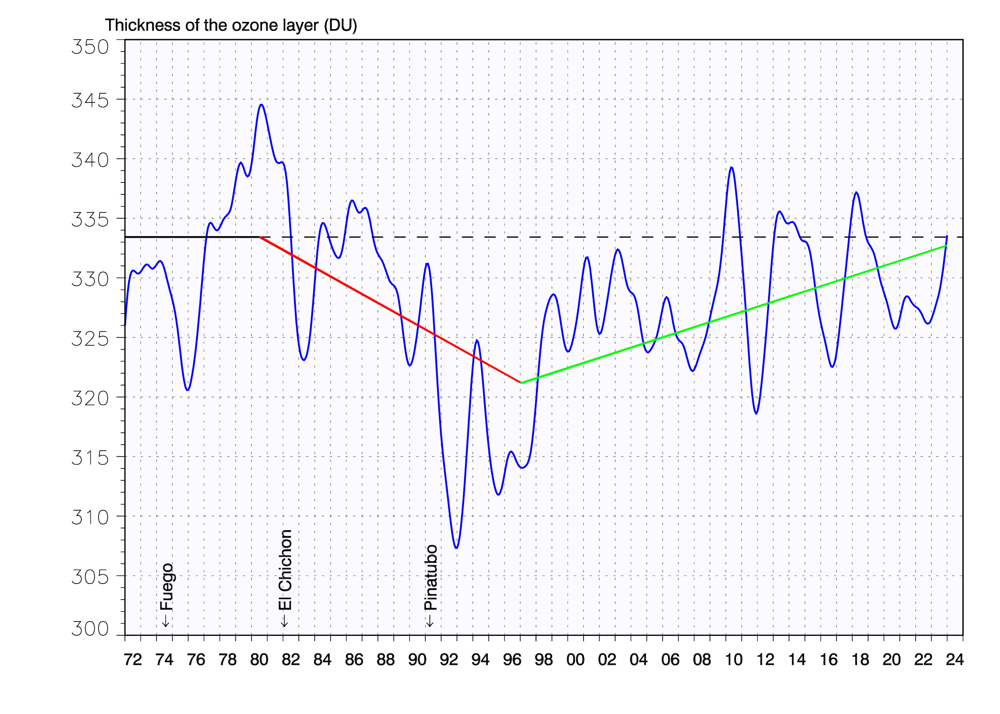 Thickness of the ozone layer (DU)
350
345
340
335
330
325
320
315
310
305
300
← Fuego
← El Chichon
← Pinatubo
72 74 76 78 80 82 84 86 88 90 92 94 96 98 00 02 04 06 08 10 12 14 16 18 20 22 24